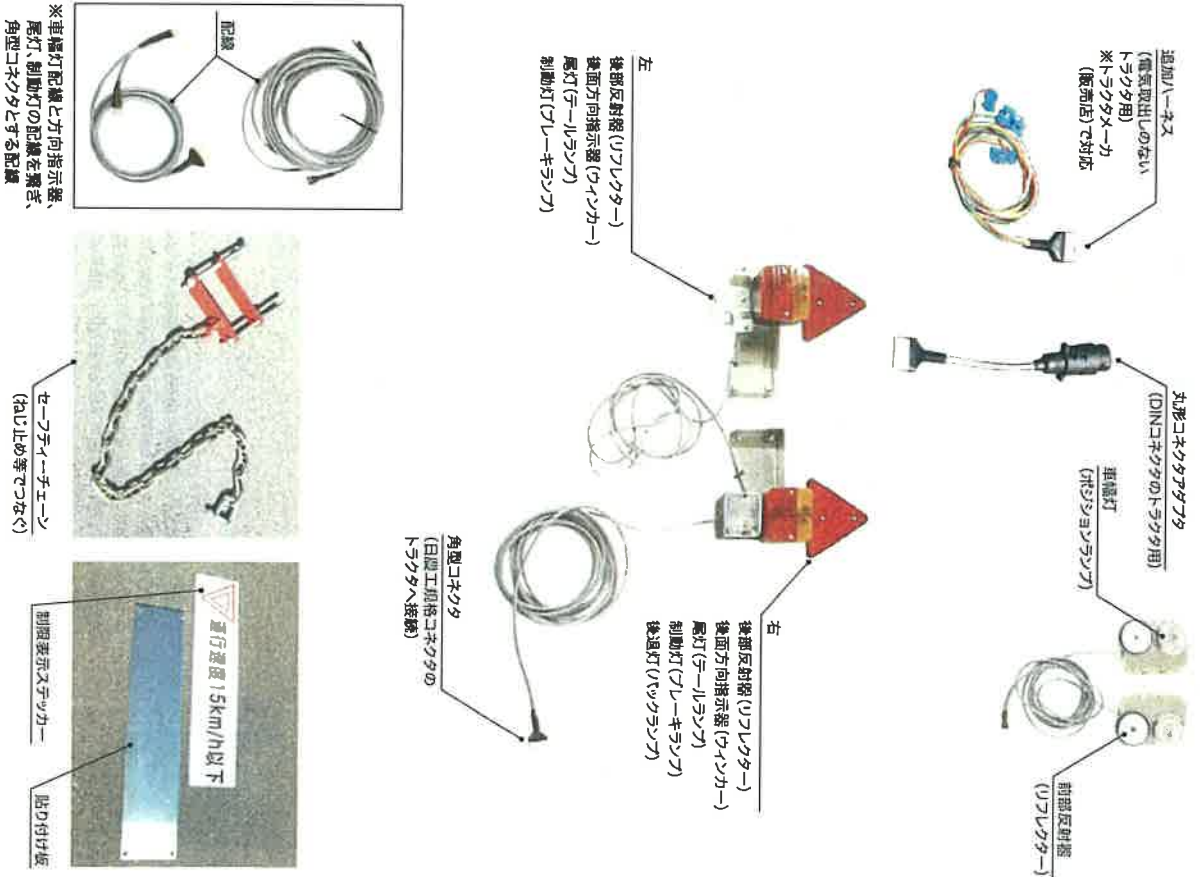 追加ハーネス
(電気取出しのない
トラクタ用)
※トラクタメーカ
(販売店)で対応
丸形コネクタアダプタ
(DINコネクタのトラクタ用)
車幅灯
(ポジションランプ)
前部反射器
(リフレクター)
左
後部反射器(リフレクター)
後面方向指示器(ウィンカー)
尾灯(テールランプ)
制動灯(ブレーキランプ)
右
後部反射器(リフレクター)
後面方向指示器(ウィンカー)
尾灯(テールランプ)
制動灯(ブレーキランプ)
後退灯(バックランプ)
角型コネクタ
(日農工規格コネクタの
トラクタへ接続)
配線
※車幅灯配線と方向指示器、
尾灯、制動灯の配線を繋ぎ、
角型コネクタとする配線
セーフティーチェーン
(ねじ止め等でつなぐ)
運行速度15km/h以下
制限表示ステッカー
貼り付け板